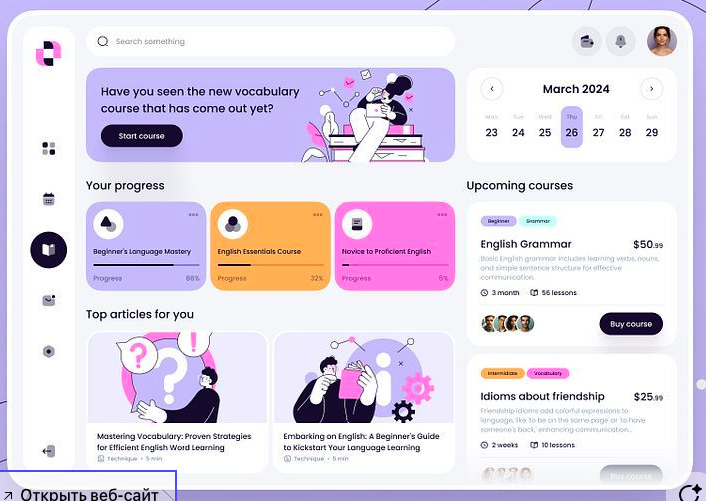 Search something
Have you seen the new vocabulary
course that has come out yet?
Start course
March 2024
Mon Tue Wed Thu Fri Sat Sun
23 24 25 26 27 28 29
Your progress
Beginner's Language Mastery
Progress 86%
English Essentials Course
Progress 32%
Novice to Proficient English
Progress 5%
Upcoming courses
Beginner Grammar
English Grammar $50.99
Basic English grammar includes learning verbs, nouns,
and simple sentence structure for effective
communication.
3 month 56 lessons
Buy course
Intermidiate Vocabulary
Idioms about friendship $25.99
Friendship idioms add colorful expressions to
language, like 'to be on the same page' or 'to have
someone's back,' enhancing communication...
2 weeks 10 lessons
Buy course
Top articles for you
Mastering Vocabulary: Proven Strategies
for Efficient English Word Learning
Technique • 5 min
Embarking on English: A Beginner's Guide
to Kickstart Your Language Learning
Technique • 5 min
Открыть веб-сайт